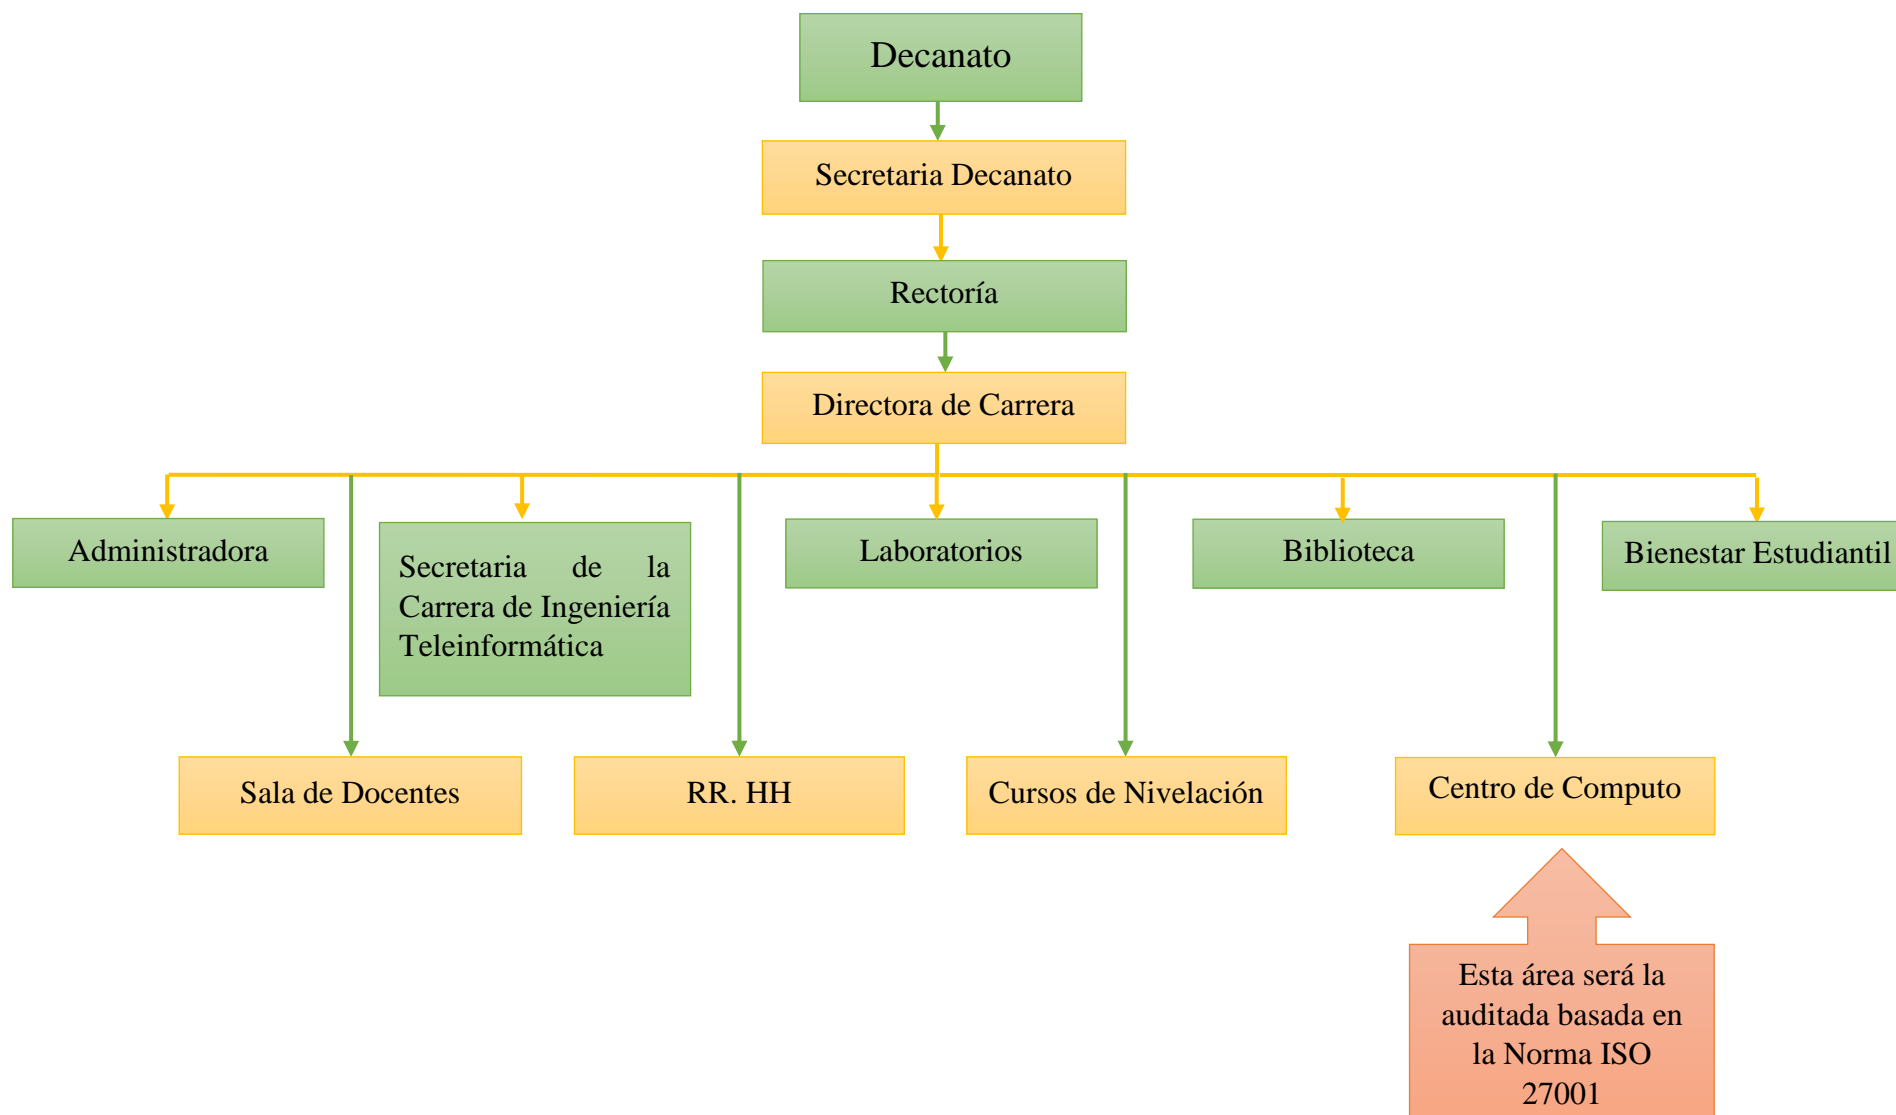 Decanato
Secretaria Decanato
Rectoría
Directora de Carrera
Administradora
Secretaria de la
Carrera de Ingeniería
Teleinformática
Laboratorios
Biblioteca
Bienestar Estudiantil
Sala de Docentes
RR. HH
Cursos de Nivelación
Centro de Computo
Esta área será la
auditada basada en
la Norma ISO
27001